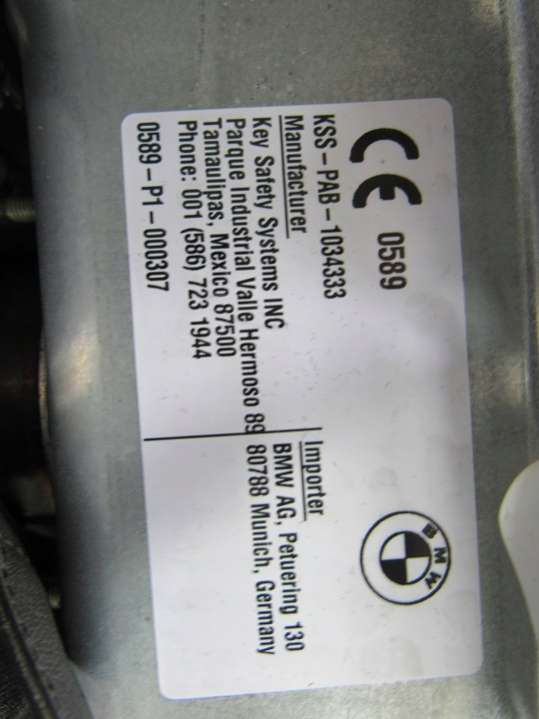 CE 0589
BMW
KSS-PAB-1034333
Manufacturer
Key Safety Systems INC
Parque Industrial Valle Hermoso 89
Tamaulipas, Mexico 87500
Phone: 001 (586) 723 1944
0589-P1-000307
Importer
BMW AG, Petuering 130
80788 Munich, Germany